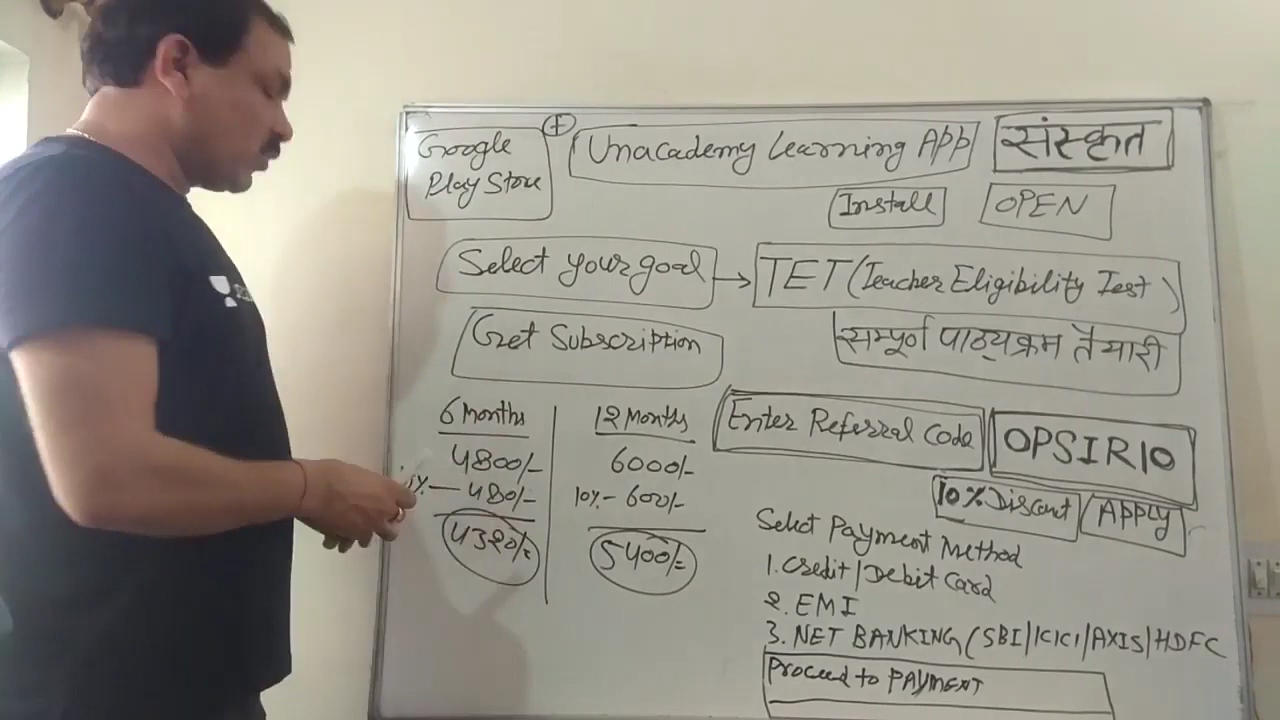 Google
Play Store
+
Unacademy Learning App
संस्कृत
Install
OPEN
Select your goal
TET (Teacher Eligibility Test)
Get Subscription
सम्पूर्ण पाठ्यक्रम तैयारी
6 Months
4800/-
% — 480/-
4320/=
12 Months
6000/-
10% - 600/-
5400/=
Enter Referral Code
OPSIR10
10% Discount
APPLY
Select Payment Method
1. Credit/Debit Card
2. EMI
3. NET BANKING (SBI/ICICI/AXIS/HDFC
Proceed to PAYMENT